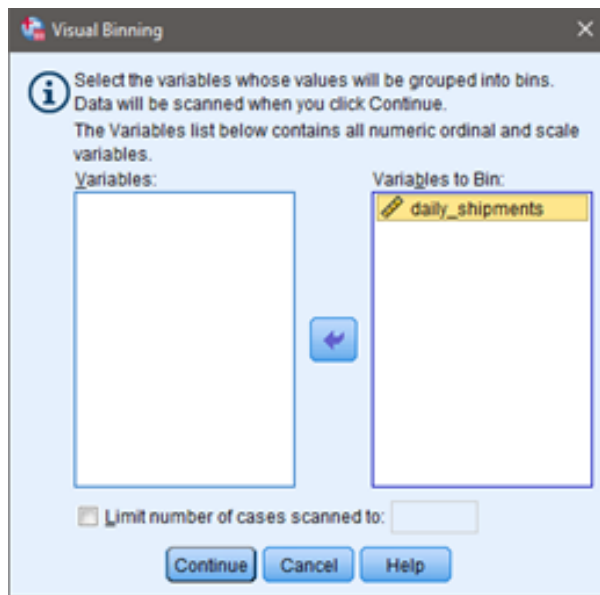 Visual Binning
Select the variables whose values will be grouped into bins.
Data will be scanned when you click Continue.
The Variables list below contains all numeric ordinal and scale
variables.
Variables:
Variables to Bin:
daily_shipments
Limit number of cases scanned to:
Continue
Cancel
Help